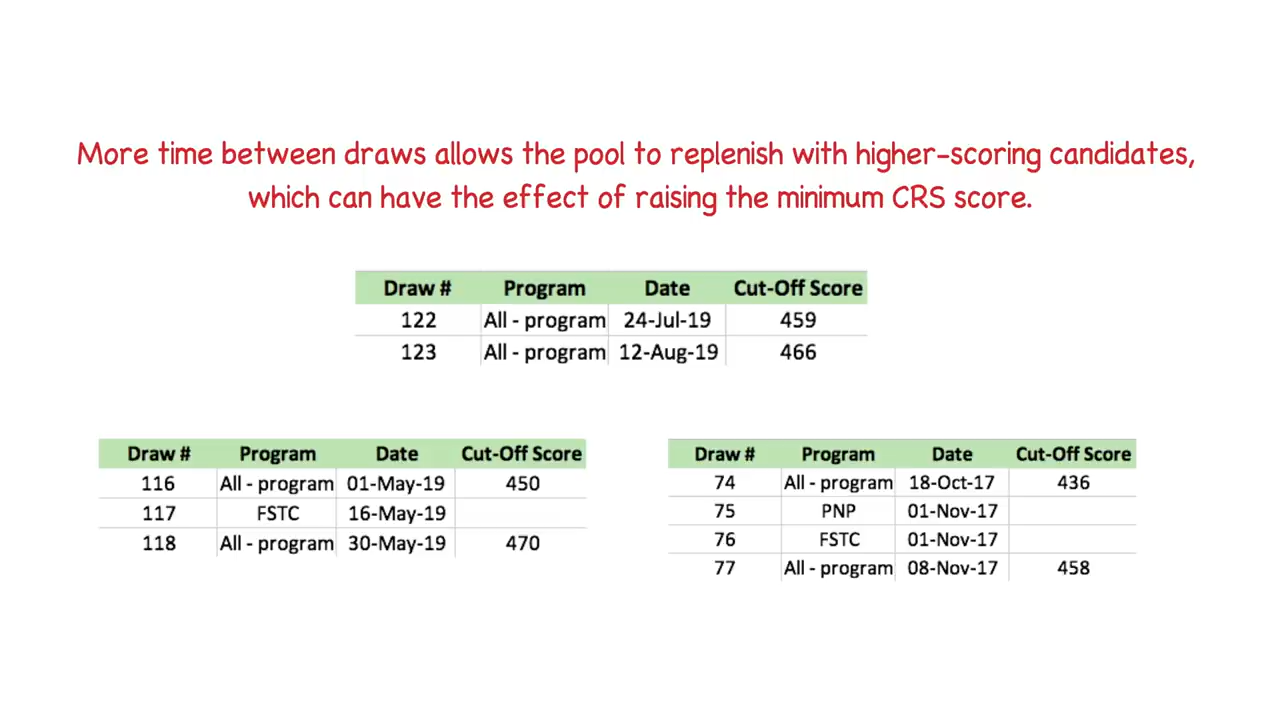 More time between draws allows the pool to replenish with higher-scoring candidates,
which can have the effect of raising the minimum CRS score.
Draw # Program Date Cut-Off Score
122 All - program 24-Jul-19 459
123 All - program 12-Aug-19 466
Draw # Program Date Cut-Off Score
116 All - program 01-May-19 450
117 FSTC 16-May-19
118 All - program 30-May-19 470
Draw # Program Date Cut-Off Score
74 All - program 18-Oct-17 436
75 PNP 01-Nov-17
76 FSTC 01-Nov-17
77 All - program 08-Nov-17 458